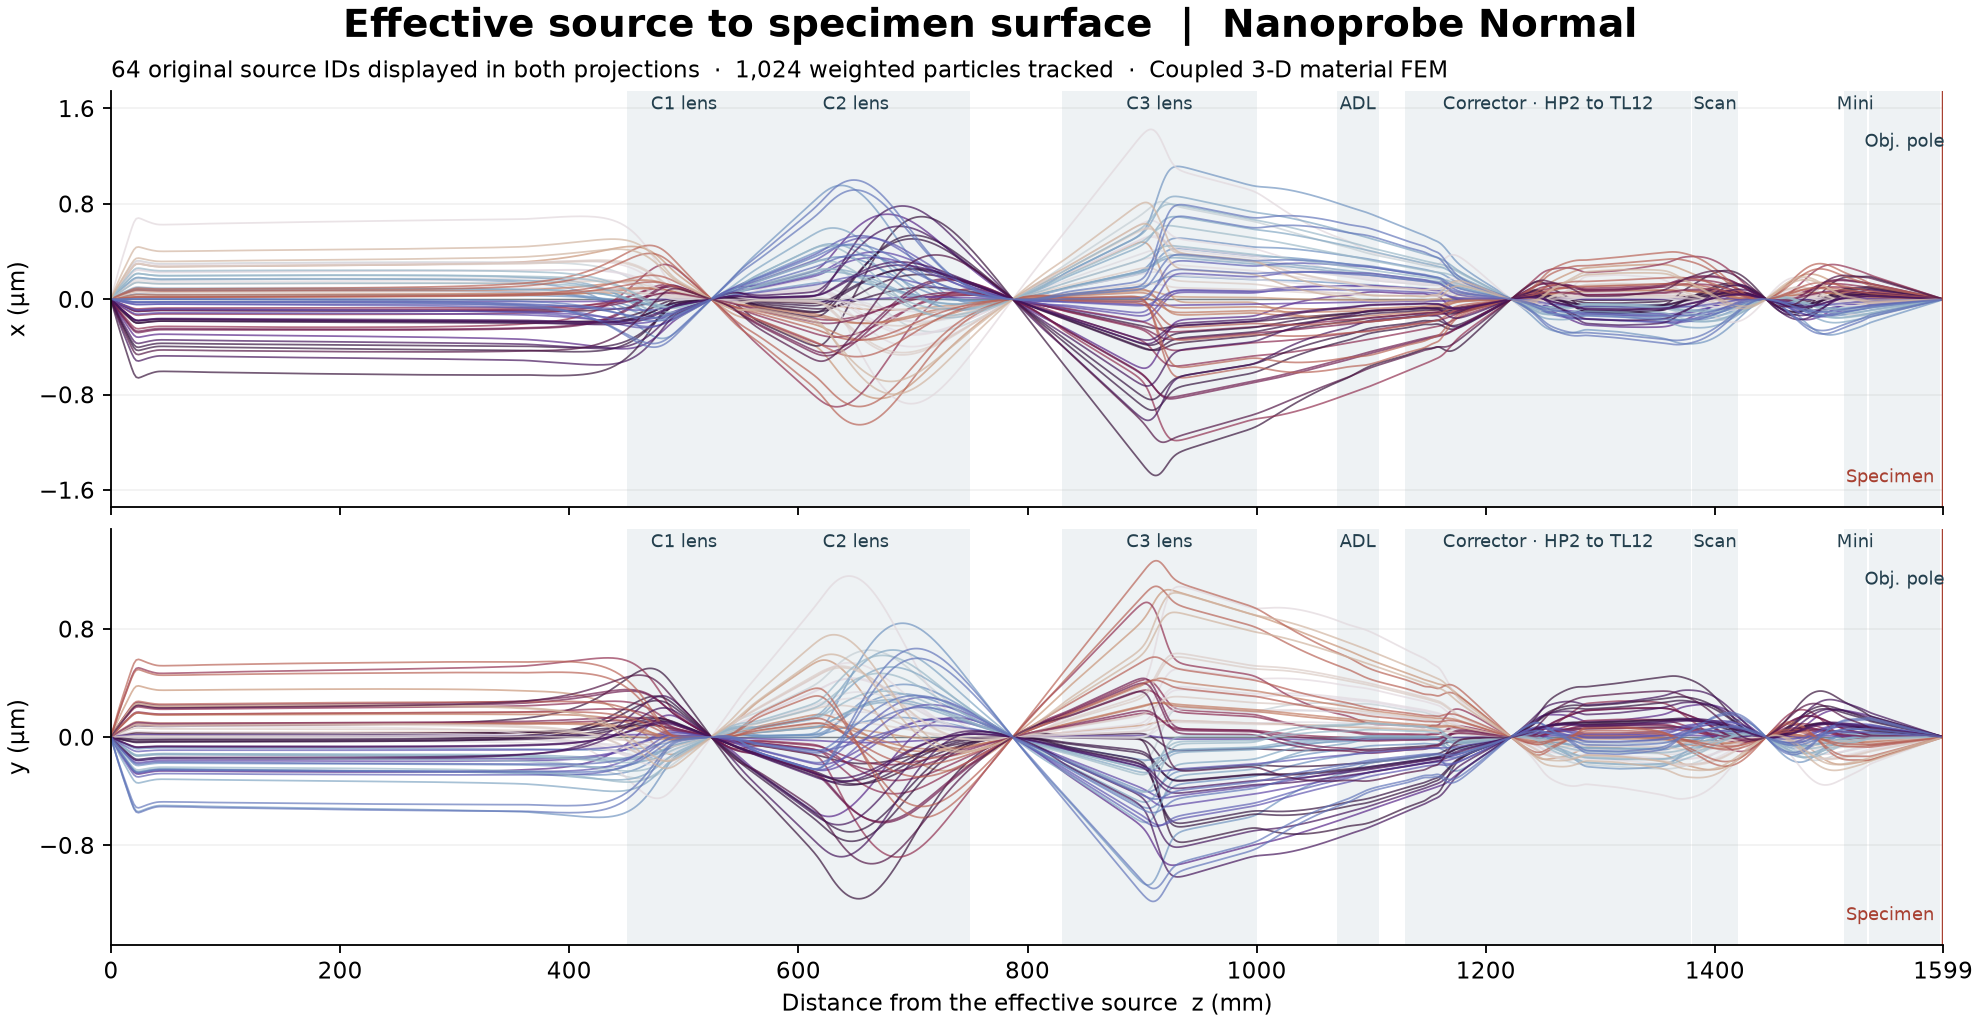 Effective source to specimen surface | Nanoprobe Normal
64 original source IDs displayed in both projections · 1,024 weighted particles tracked · Coupled 3-D material FEM
C1 lens C2 lens C3 lens ADL Corrector · HP2 to TL12 Scan Mini
Obj. pole
1.6
0.8
0.0
−0.8
−1.6
x (μm)
Specimen
C1 lens C2 lens C3 lens ADL Corrector · HP2 to TL12 Scan Mini
Obj. pole
0.8
0.0
−0.8
y (μm)
Specimen
0 200 400 600 800 1000 1200 1400 1599
Distance from the effective source z (mm)